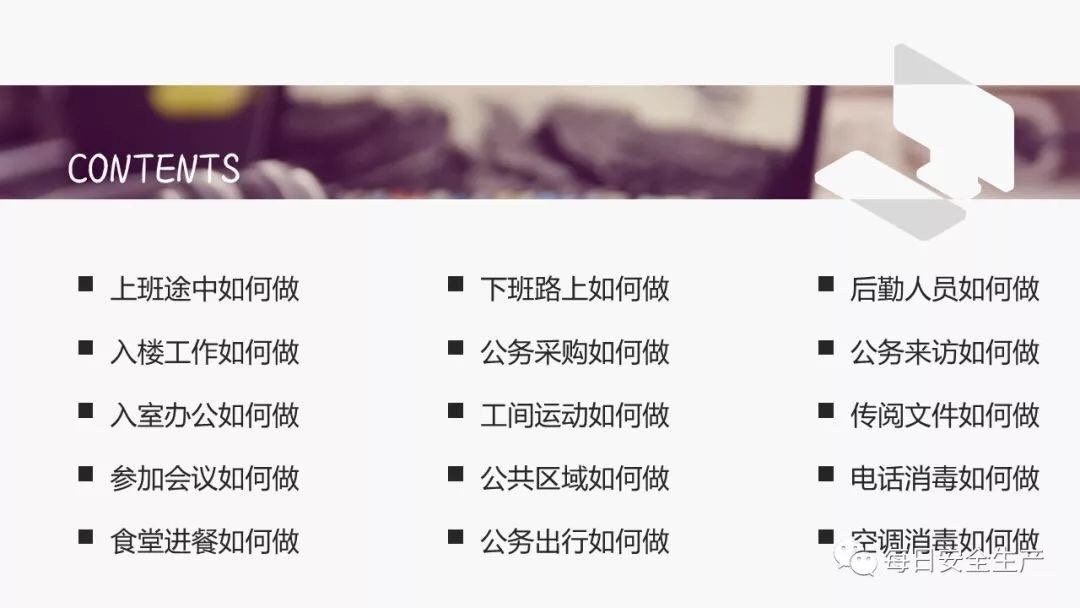 CONTENTS
上班途中如何做
入楼工作如何做
入室办公如何做
参加会议如何做
食堂进餐如何做
下班路上如何做
公务采购如何做
工间运动如何做
公共区域如何做
公务出行如何做
后勤人员如何做
公务来访如何做
传阅文件如何做
电话消毒如何做
空调消毒如何做
每日安全生产